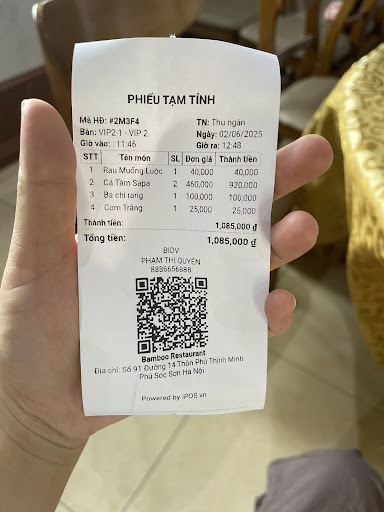 PHIẾU TẠM TÍNH
Mã HĐ: #2M3F4 TN: Thu ngân
Bàn: VIP2-1 - VIP 2 Ngày: 02/06/2025
Giờ vào: : 11:46 Giờ ra: 12:48
STT Tên món SL Đơn giá Thành tiền
1 Rau Muống Luộc 1 40,000 40,000
2 Cá Tầm Sapa 2 460,000 920,000
3 Ba chỉ rang 1 100,000 100,000
4 Cơm Trắng 1 25,000 25,000
Thành tiền: 1,085,000 ₫
Tổng tiền: 1,085,000 ₫
BIDV
PHAM THI QUYEN
8836656688
Bamboo Restaurant
Địa chỉ: Số 91 Đường 14 Thôn Phú Thịnh Minh
Phú Sóc Sơn Hà Nội
Powered by iPOS.vn